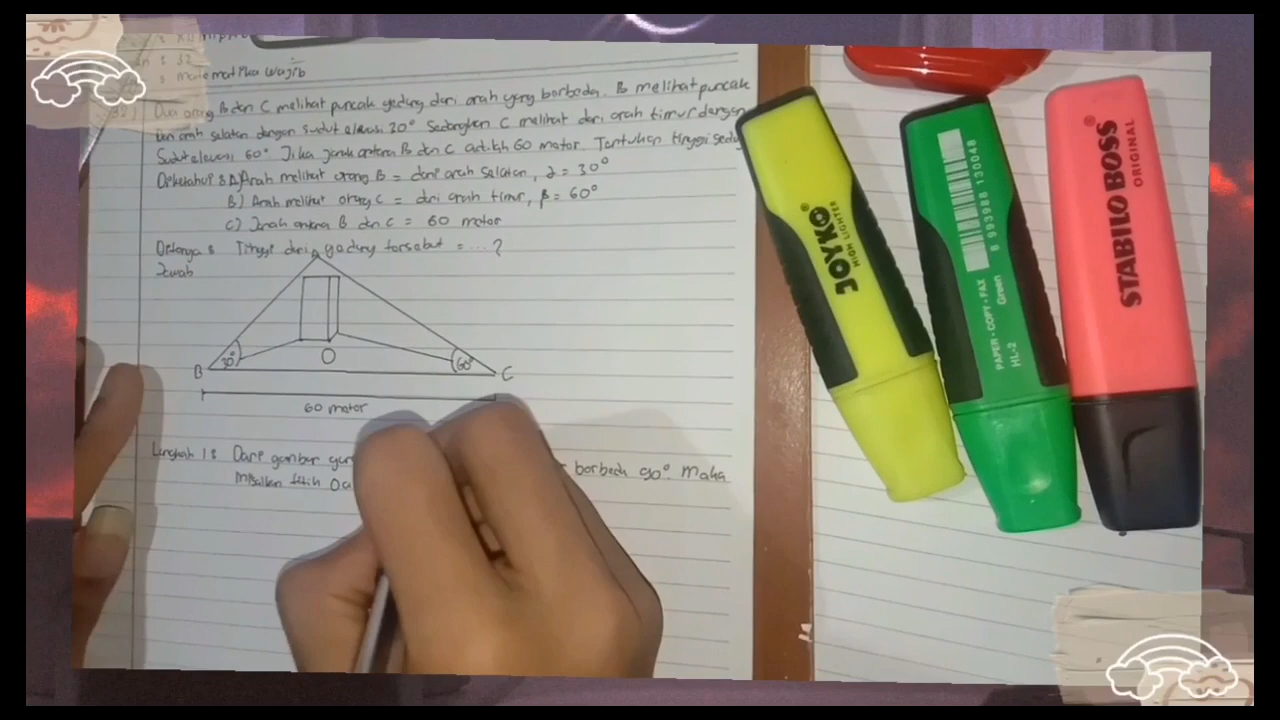 : 32
: matematika Wajib
Dua orang B dan C melihat puncak gedung dari arah yang berbeda. B melihat puncak
dari arah selatan dengan sudut elevasi 30° Sedangkan C melihat dari arah timur dengan
Sudut elevasi 60° Jika jarak antara B dan C adalah 60 meter. Tentukan tinggi
Diketahui : A) Arah melihat orang B = dari arah Selatan, α = 30°
B) Arah melihat orang C = dari arah timur, β = 60°
C) Jarak antara B dan C = 60 meter
Ditanya : Tinggi dari gedung tersebut = ... ?
Jawab
A
30°
O
60°
B
C
60 meter
Langkah 1 : Dari gambar
berbeda 90°. Maka
Misalkan titik O
JOYKO®
HIGH LIGHTER
8 993988 130048
PAPER • COPY • FAX
HL-2 Green
STABILO BOSS®
ORIGINAL